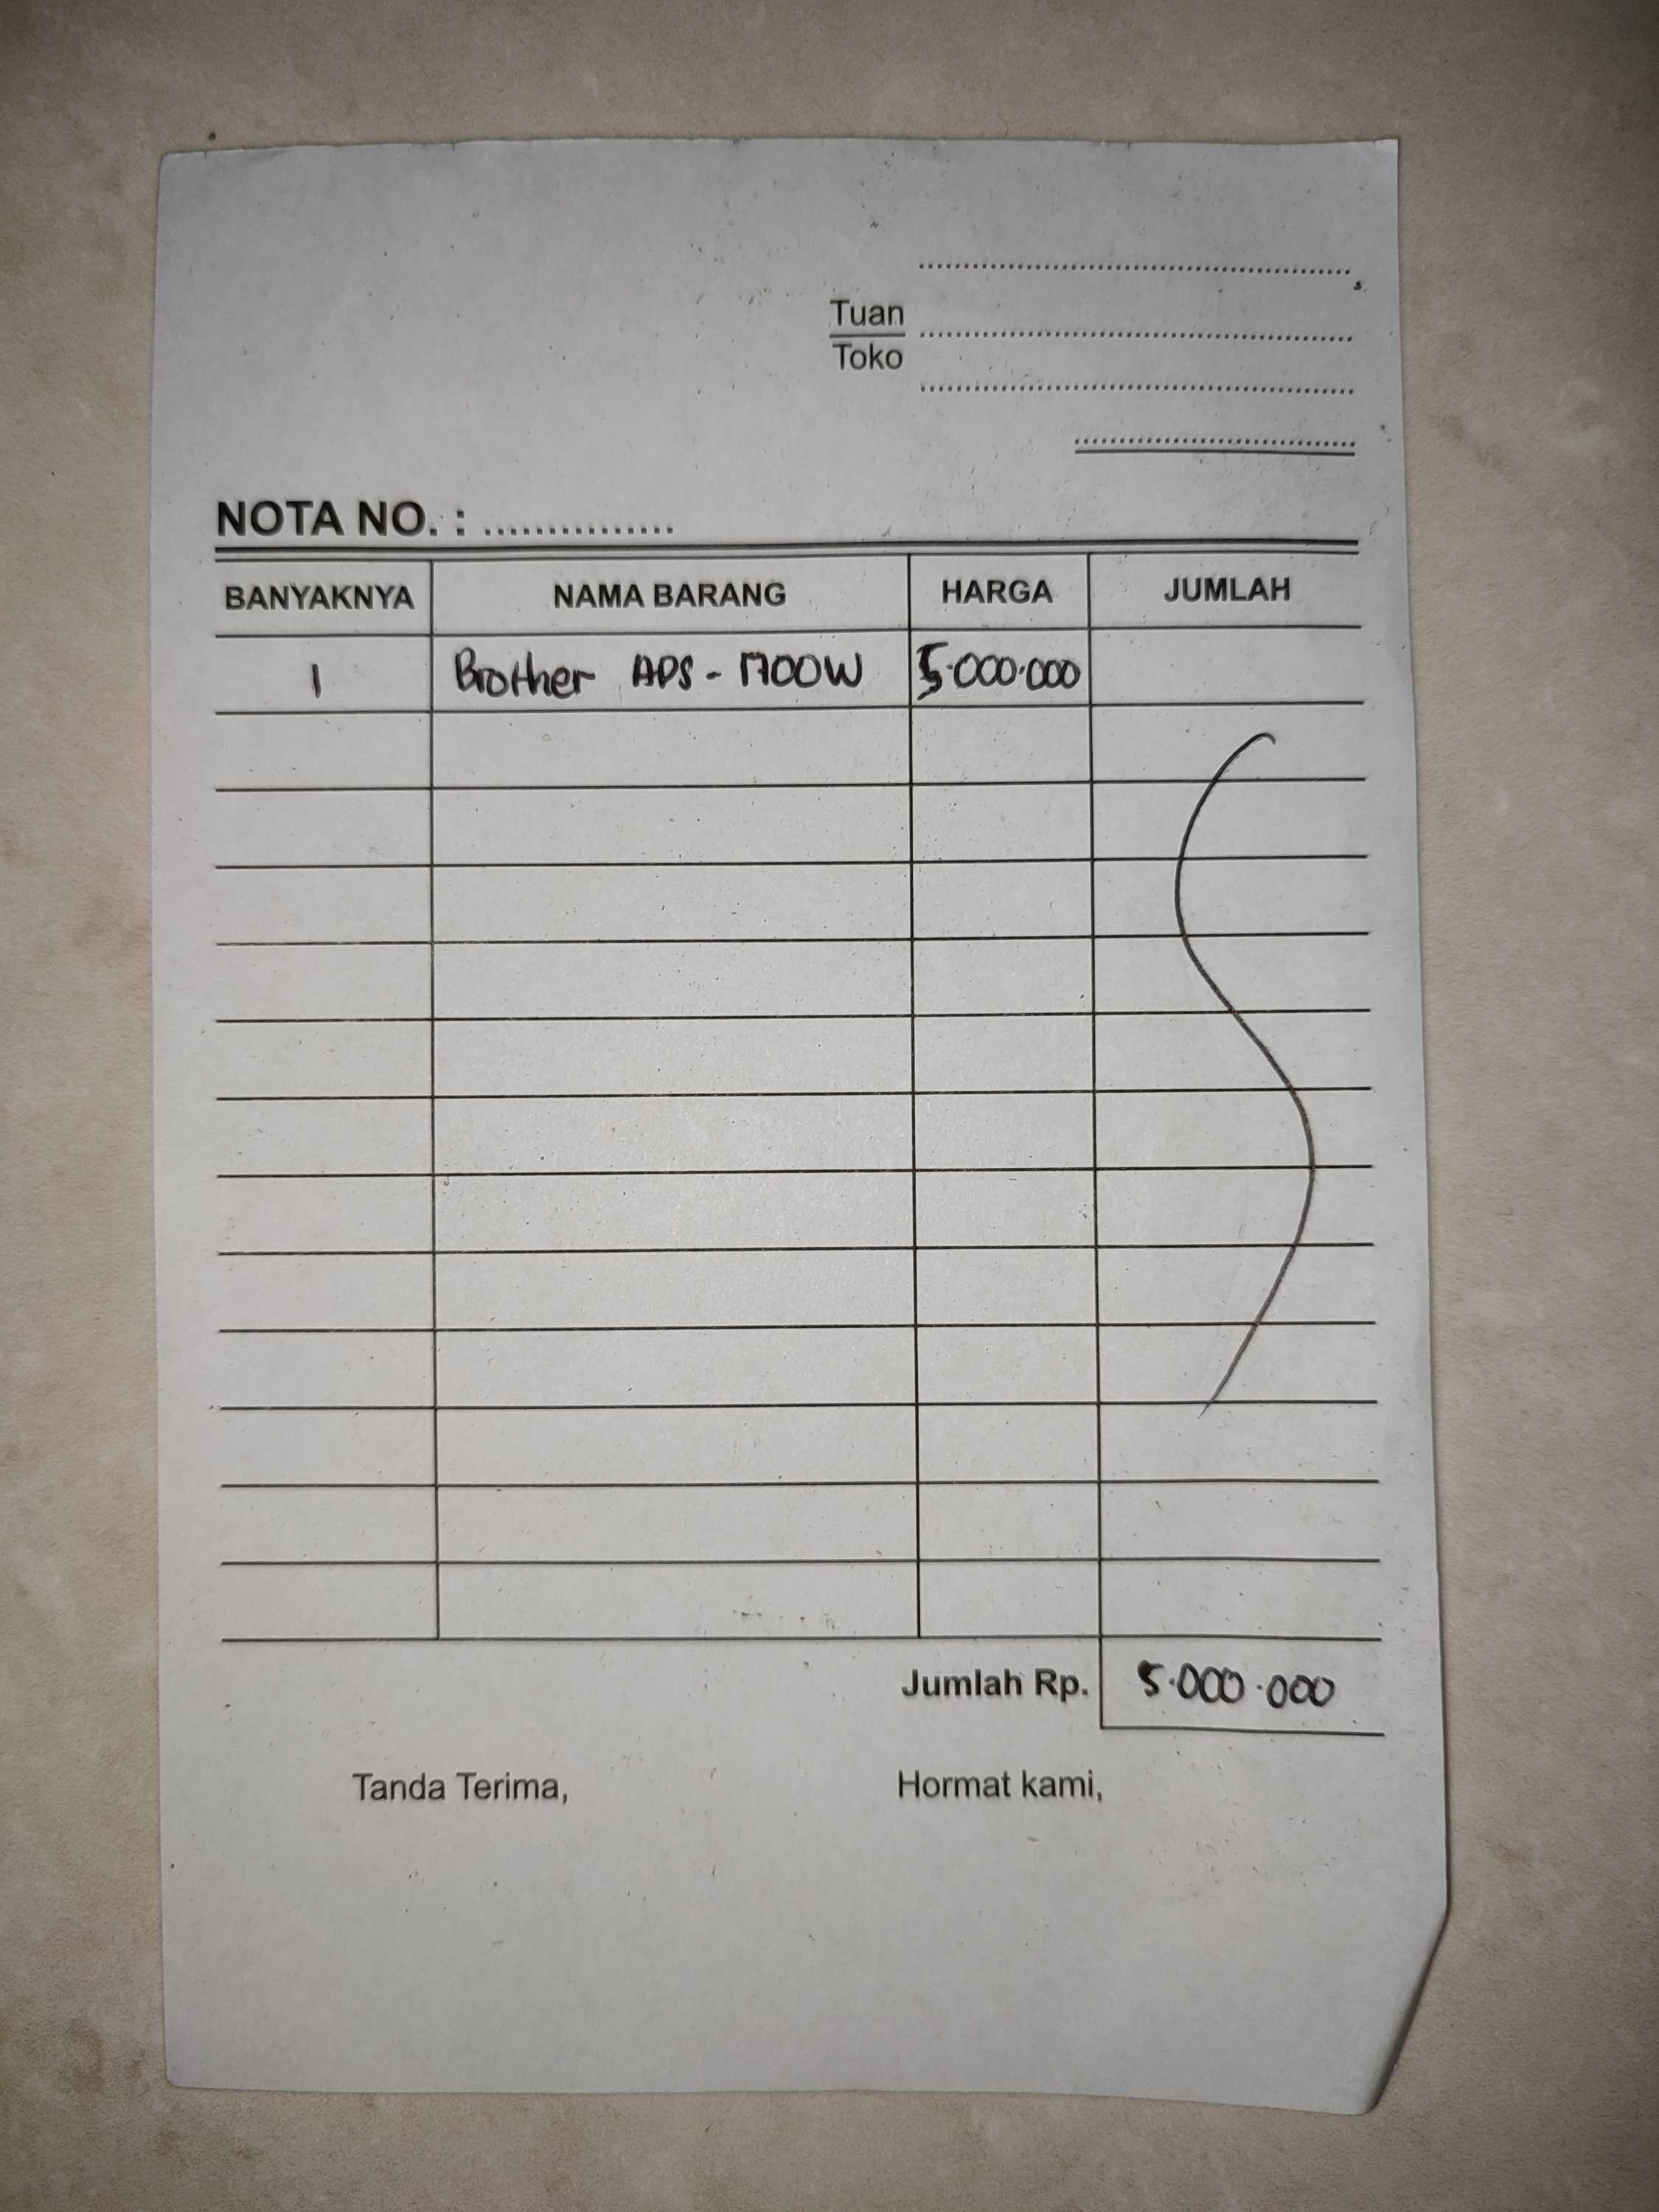 Tuan
Toko
NOTA NO. : ...............
BANYAKNYA NAMA BARANG HARGA JUMLAH
1 Brother ADS - 1700W 5.000.000
Jumlah Rp. 5.000.000
Tanda Terima, Hormat kami,